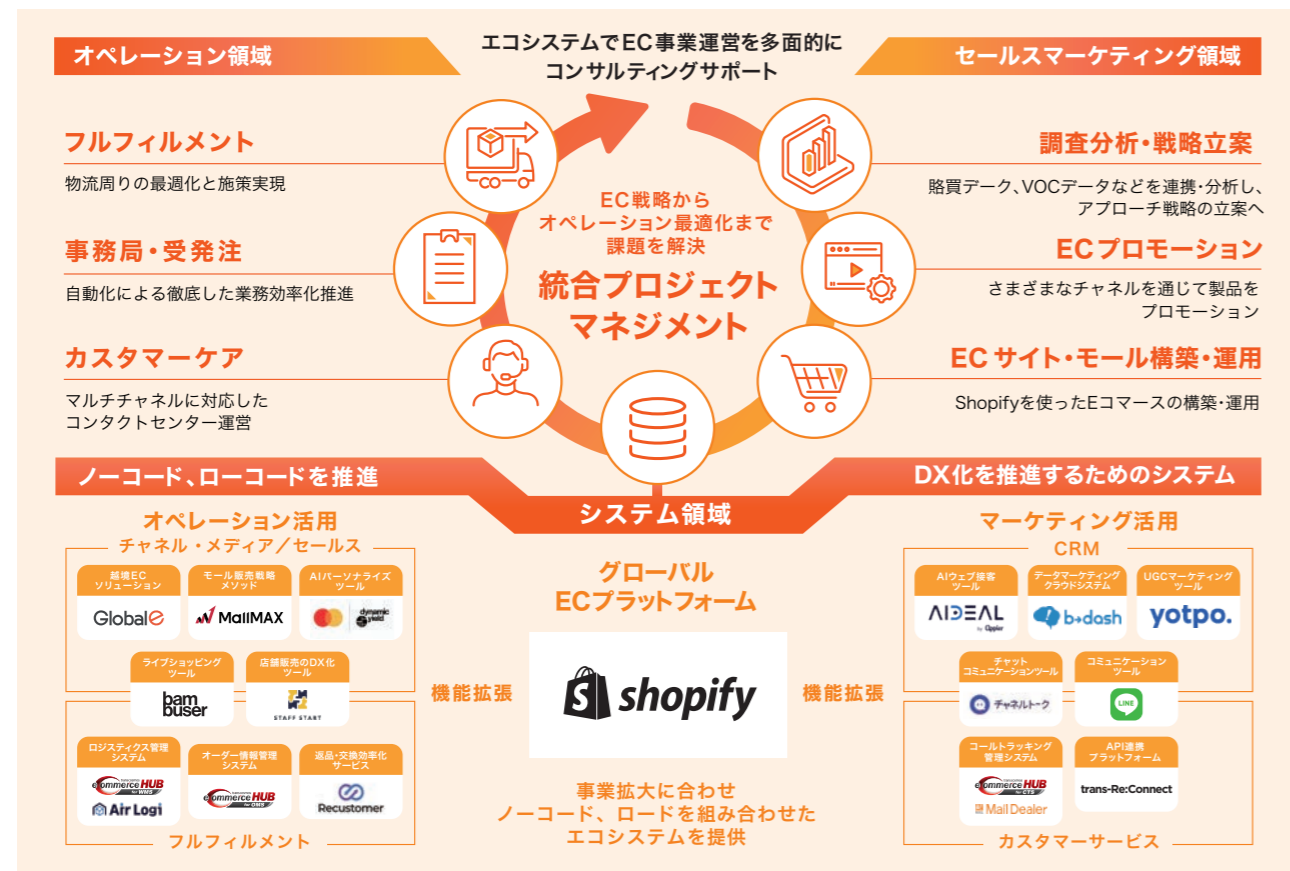 エコシステムでEC事業運営を多面的に
コンサルティングサポート
オペレーション領域
フルフィルメント
物流周りの最適化と施策実現
事務局・受発注
自動化による徹底した業務効率化推進
カスタマーケア
マルチチャネルに対応した
コンタクトセンター運営
EC戦略から
オペレーション最適化まで
課題を解決
統合プロジェクト
マネジメント
セールスマーケティング領域
調査分析・戦略立案
賂買デーク、VOCデータなどを連携・分析し、
アプローチ戦略の立案へ
ECプロモーション
さまざまなチャネルを通じて製品を
プロモーション
EC サイト・モール構築・運用
Shopifyを使ったEコマースの構築・運用
ノーコード、ローコードを推進
システム領域
DX化を推進するためのシステム
オペレーション活用
チャネル・メディア／セールス
越境EC
ソリューション
Globale
モール販売戦略
メソッド
MallMAX
AIパーソナライズ
ツール
dynamic
yield
ライブショッピング
ツール
bam
buser
店舗販売のDX化
ツール
STAFF START
ロジスティクス管理
システム
ecommerce HUB
for WMS
Air Logi
オーダー情報管理
システム
ecommerce HUB
for OMS
返品・交換効率化
サービス
Recustomer
フルフィルメント
グローバル
ECプラットフォーム
機能拡張
shopify
機能拡張
事業拡大に合わせ
ノーコード、ロードを組み合わせた
エコシステムを提供
マーケティング活用
CRM
AIウェブ接客
ツール
AIDEAL
by Appier
データマーケティング
クラウドシステム
b→dash
UGCマーケティング
ツール
yotpo.
チャット
コミュニケーションツール
チャネルトーク
コミュニケーション
ツール
LINE
コールトラッキング
管理システム
ecommerce HUB
for CTS
Mail Dealer
API連携
プラットフォーム
trans-Re:Connect
カスタマーサービス